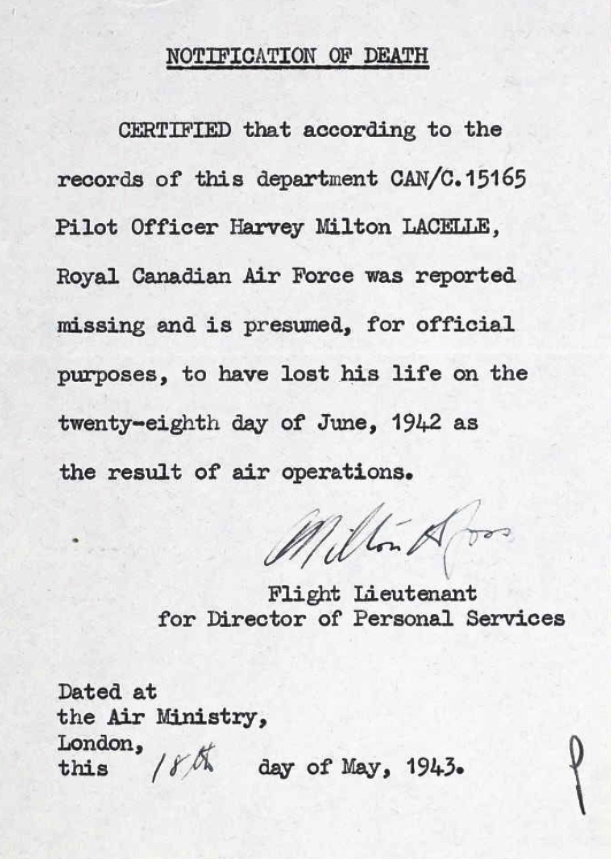 NOTIFICATION OF DEATH
CERTIFIED that according to the
records of this department CAN/C.15165
Pilot Officer Harvey Milton LACELLE,
Royal Canadian Air Force was reported
missing and is presumed, for official
purposes, to have lost his life on the
twenty-eighth day of June, 1942 as
the result of air operations.
Milton
Flight Lieutenant
for Director of Personal Services
Dated at
the Air Ministry,
London,
this 18th day of May, 1943.